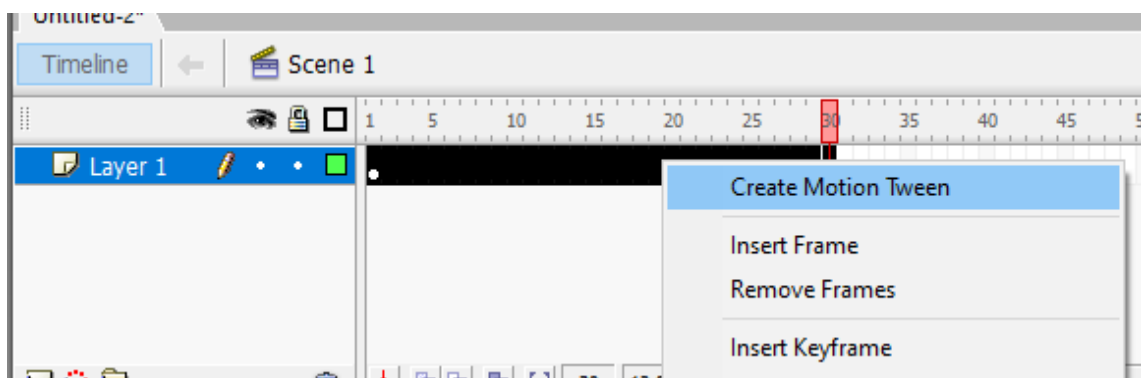 Untitled-2*
Timeline Scene 1
1 5 10 15 20 25 30 35 40 45
Layer 1
Create Motion Tween
Insert Frame
Remove Frames
Insert Keyframe